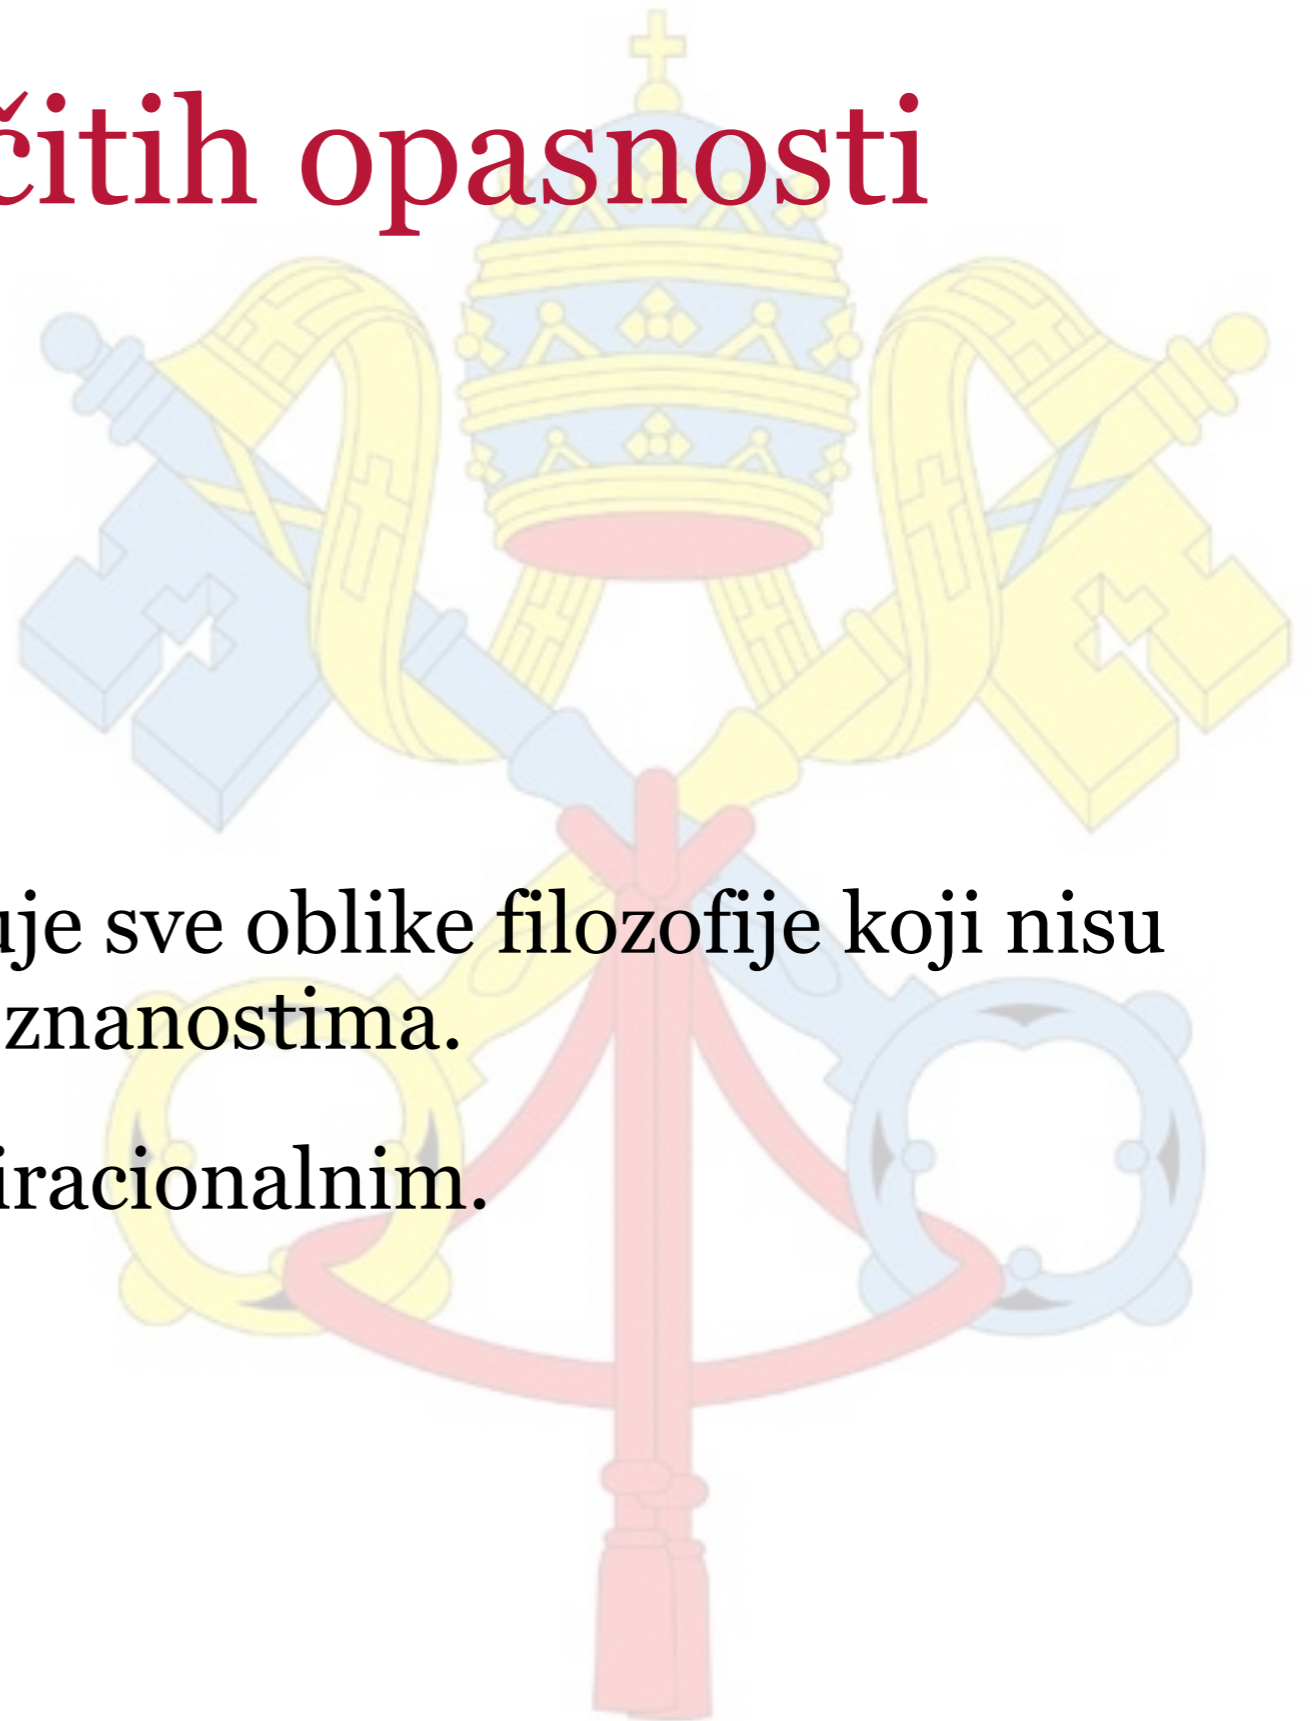 čitih opasnosti
uje sve oblike filozofije koji nisu
znanostima.
iracionalnim.